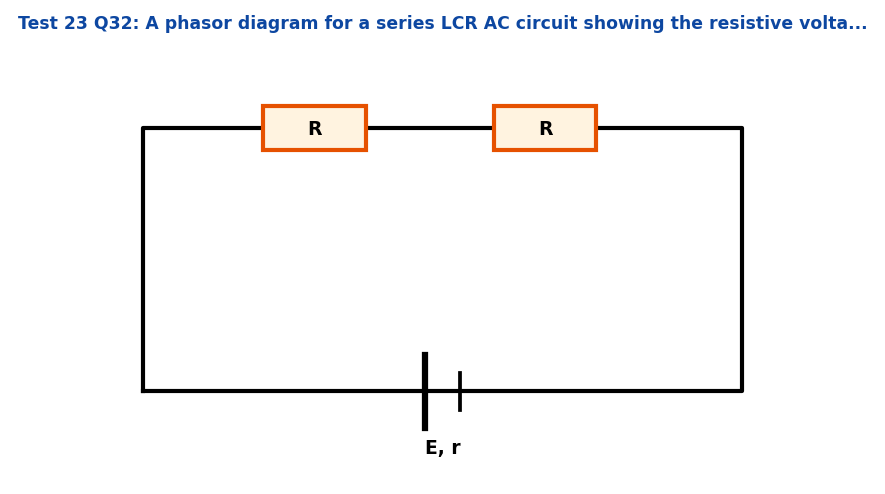 Test 23 Q32: A phasor diagram for a series LCR AC circuit showing the resistive volta...
R
R
E, r